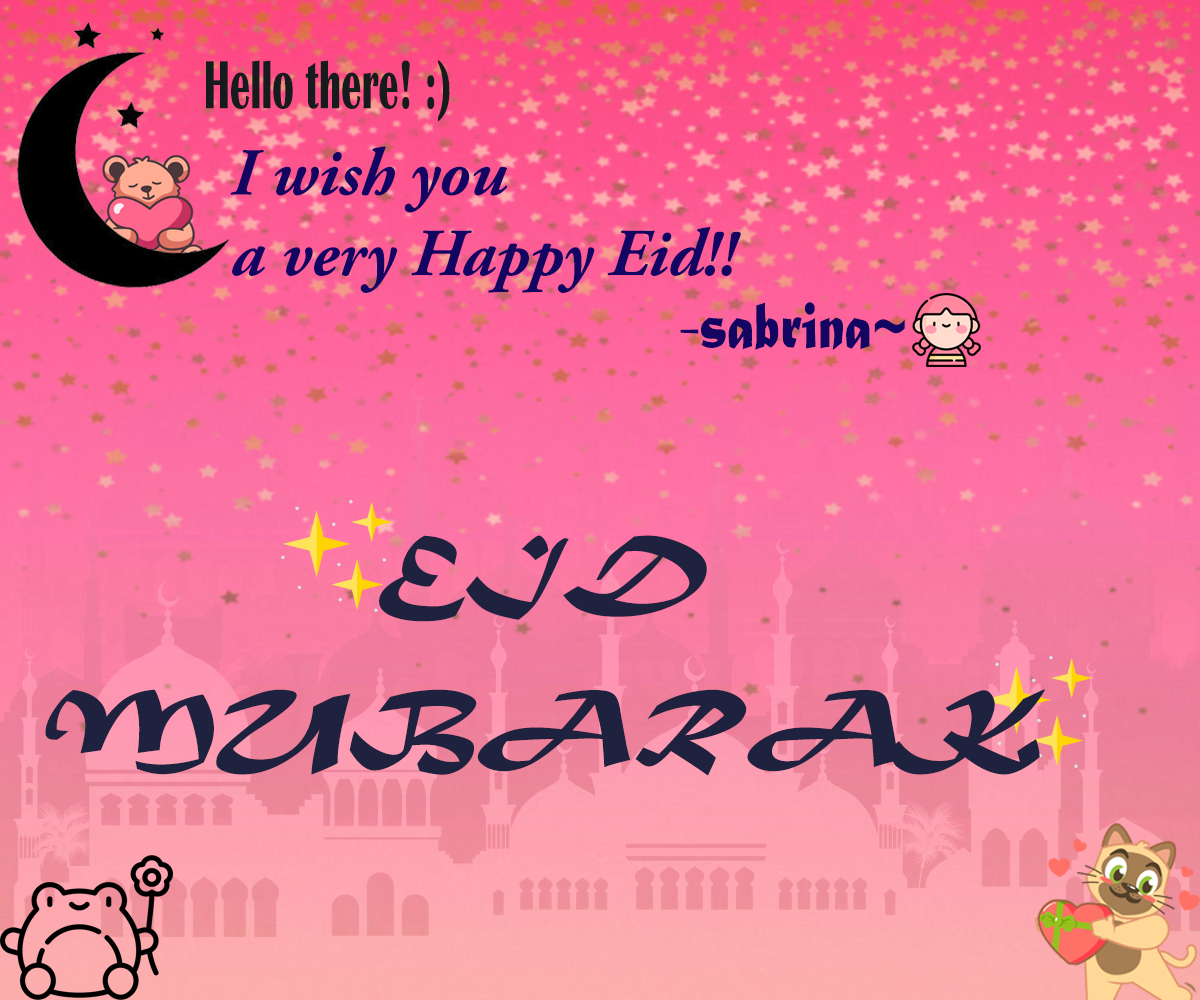 Hello there! :)
I wish you
a very Happy Eid!!
-sabrina~
EID
MUBARAK